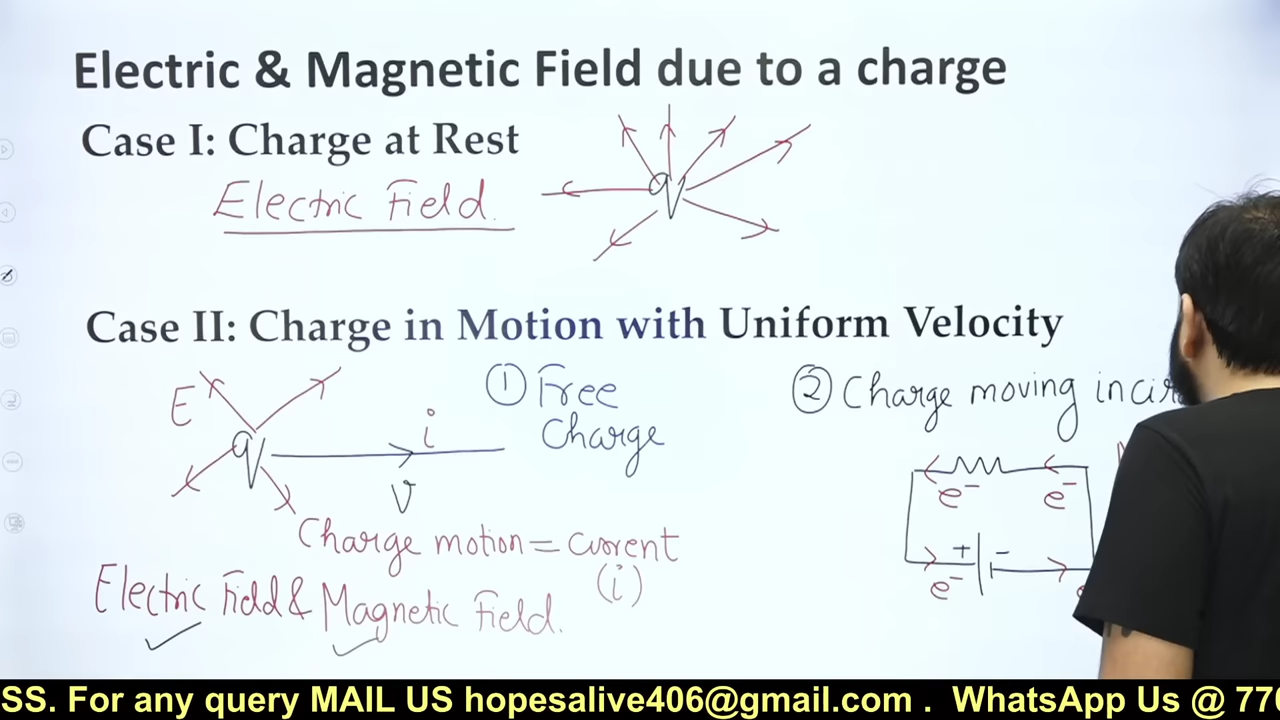 Electric & Magnetic Field due to a charge
Case I: Charge at Rest
Electric Field.
q
Case II: Charge in Motion with Uniform Velocity
E
q
i
V
① Free
Charge
② Charge moving in
e⁻ e⁻
+ -
e⁻
Charge motion = current
(i)
Electric Field & Magnetic Field.
SS. For any query MAIL US hopesalive406@gmail.com . WhatsApp Us @ 770